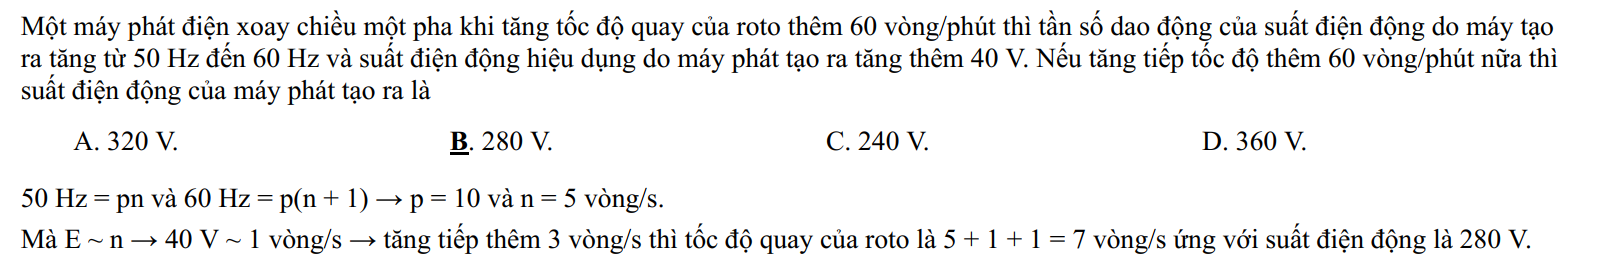 Một máy phát điện xoay chiều một pha khi tăng tốc độ quay của roto thêm 60 vòng/phút thì tần số dao động của suất điện động do máy tạo
ra tăng từ 50 Hz đến 60 Hz và suất điện động hiệu dụng do máy phát tạo ra tăng thêm 40 V. Nếu tăng tiếp tốc độ thêm 60 vòng/phút nữa thì
suất điện động của máy phát tạo ra là
A. 320 V. B. 280 V. C. 240 V. D. 360 V.
50 Hz = pn và 60 Hz = p(n + 1) → p = 10 và n = 5 vòng/s.
Mà E ~ n → 40 V ~ 1 vòng/s → tăng tiếp thêm 3 vòng/s thì tốc độ quay của roto là 5 + 1 + 1 = 7 vòng/s ứng với suất điện động là 280 V.